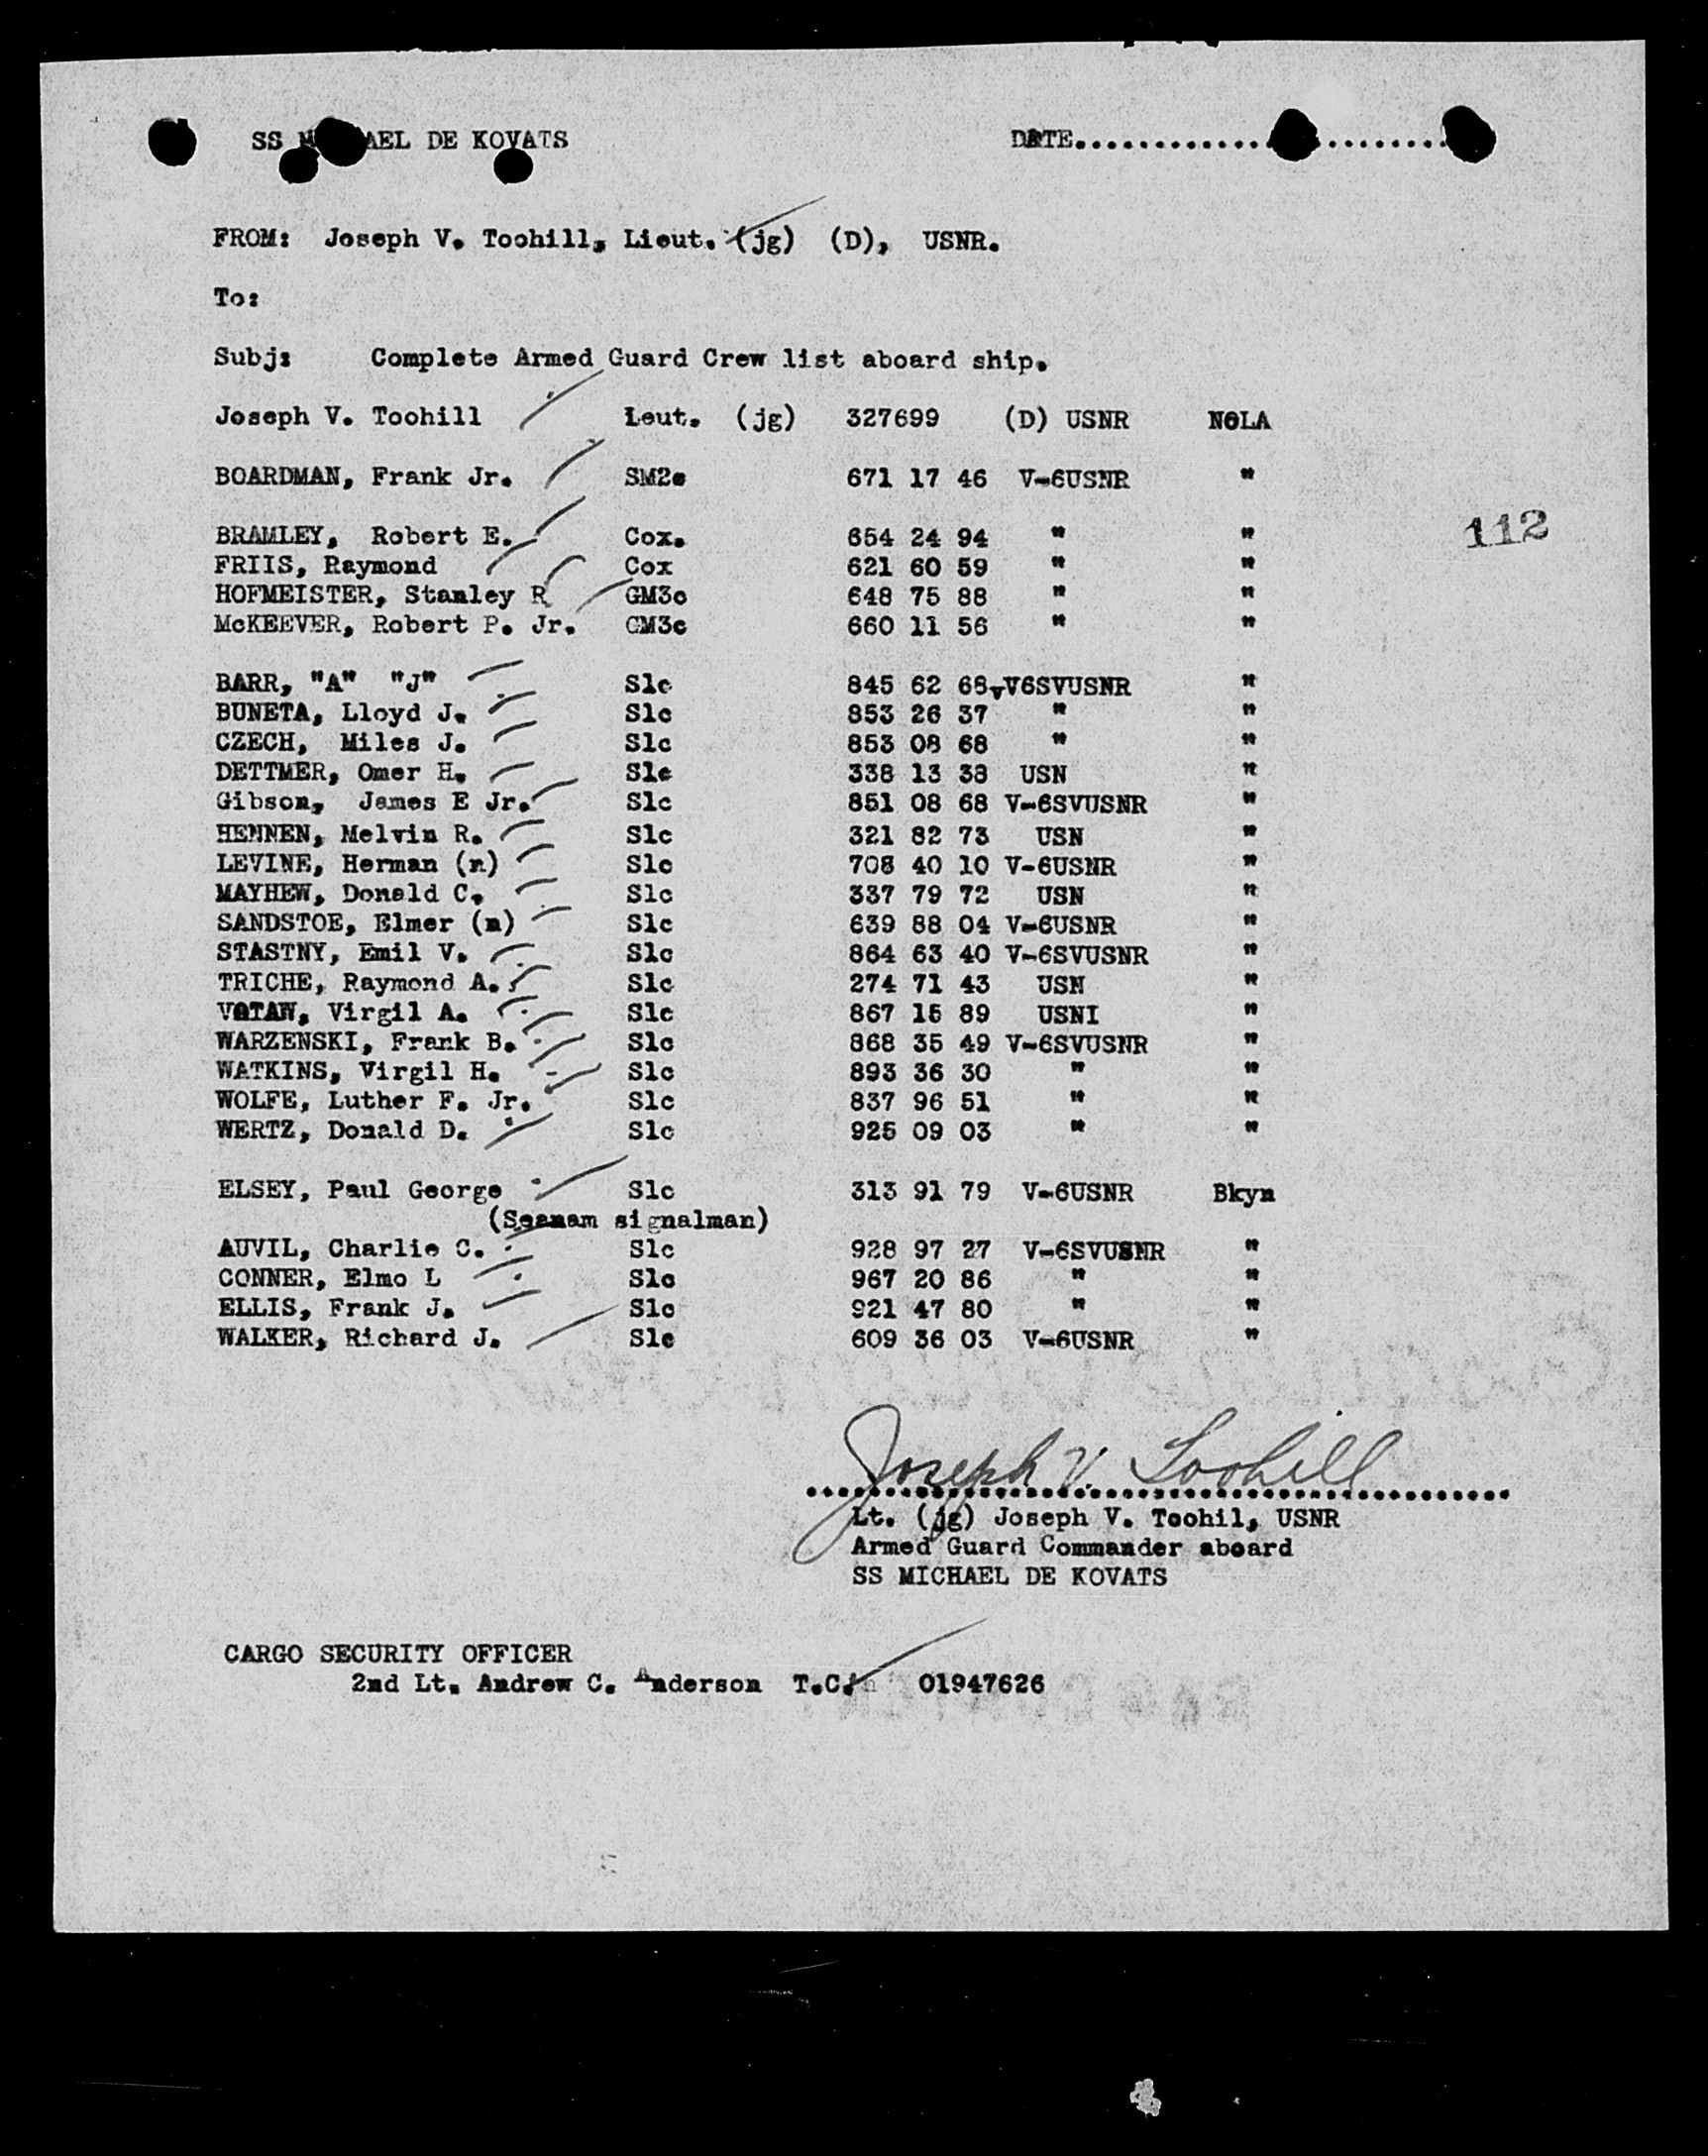 SS M AEL DE KOVATS DATE........................
FROM: Joseph V. Toohill, Lieut. (jg) (D), USNR.
To:
Subj: Complete Armed Guard Crew list aboard ship.
Joseph V. Toohill Leut. (jg) 327699 (D) USNR NOLA
BOARDMAN, Frank Jr. SM2c 671 17 46 V-6USNR "
112
BRAMLEY, Robert E. Cox. 654 24 94 " "
FRIIS, Raymond Cox 621 60 59 " "
HOFMEISTER, Stanley R GM3c 648 75 88 " "
McKEEVER, Robert P. Jr. GM3c 660 11 56 " "
BARR, "A" "J" S1c 845 62 68 V6SVUSNR "
BUNETA, Lloyd J. S1c 853 26 37 " "
CZECH, Miles J. S1c 853 08 68 " "
DETTMER, Omer H. S1c 338 13 38 USN "
Gibson, James E Jr. S1c 851 08 68 V-6SVUSNR "
HENNEN, Melvin R. S1c 321 82 73 USN "
LEVINE, Herman (n) S1c 708 40 10 V-6USNR "
MAYHEW, Donald C. S1c 337 79 72 USN "
SANDSTOE, Elmer (n) S1c 639 88 04 V-6USNR "
STASTNY, Emil V. S1c 864 63 40 V-6SVUSNR "
TRICHE, Raymond A. S1c 274 71 43 USN "
VOTAW, Virgil A. S1c 867 15 89 USNI "
WARZENSKI, Frank B. S1c 868 35 49 V-6SVUSNR "
WATKINS, Virgil H. S1c 893 36 30 " "
WOLFE, Luther F. Jr. S1c 837 96 51 " "
WERTZ, Donald D. S1c 925 09 03 " "
ELSEY, Paul George S1c 313 91 79 V-6USNR Bkyn
(Seamam signalman)
AUVIL, Charlie C. S1c 928 97 27 V-6SVUSNR "
CONNER, Elmo L S1c 967 20 86 " "
ELLIS, Frank J. S1c 921 47 80 " "
WALKER, Richard J. S1c 609 36 03 V-6USNR "
Joseph V. Toohill
Lt. (jg) Joseph V. Toohil, USNR
Armed Guard Commander aboard
SS MICHAEL DE KOVATS
CARGO SECURITY OFFICER
2nd Lt. Andrew C. Anderson T.C. 01947626